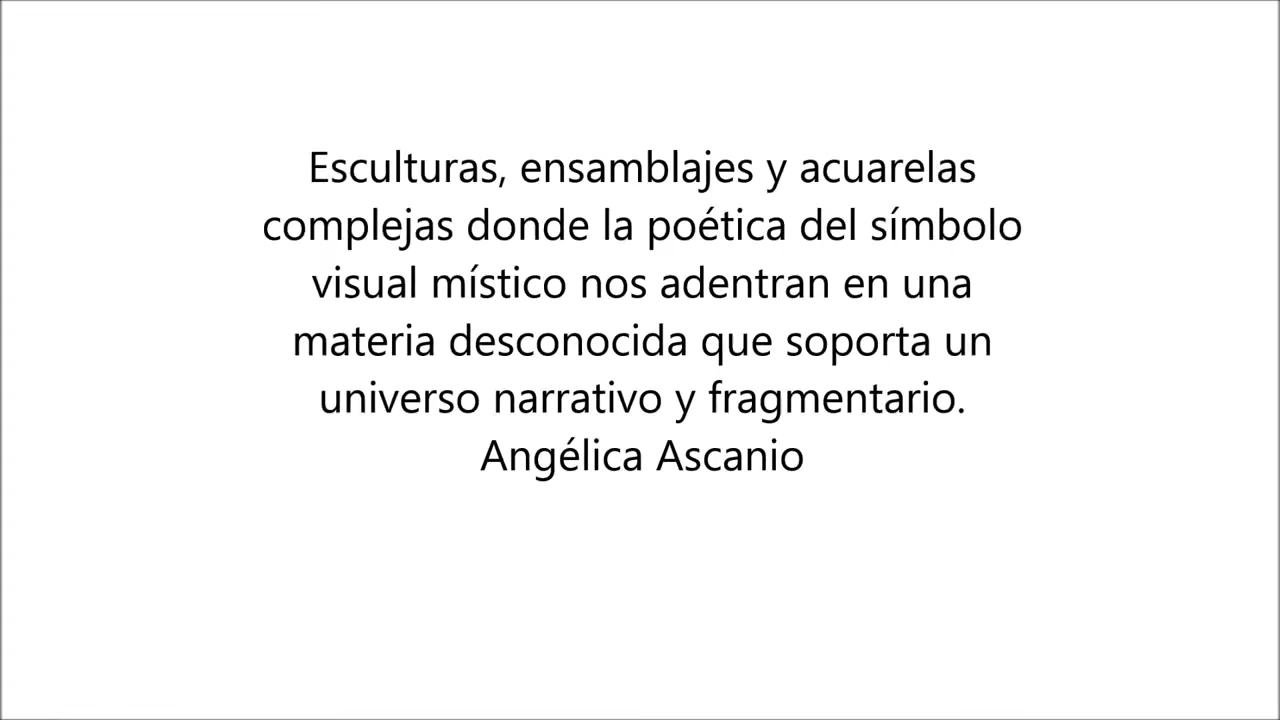 Esculturas, ensamblajes y acuarelas
complejas donde la poética del símbolo
visual místico nos adentran en una
materia desconocida que soporta un
universo narrativo y fragmentario.
Angélica Ascanio